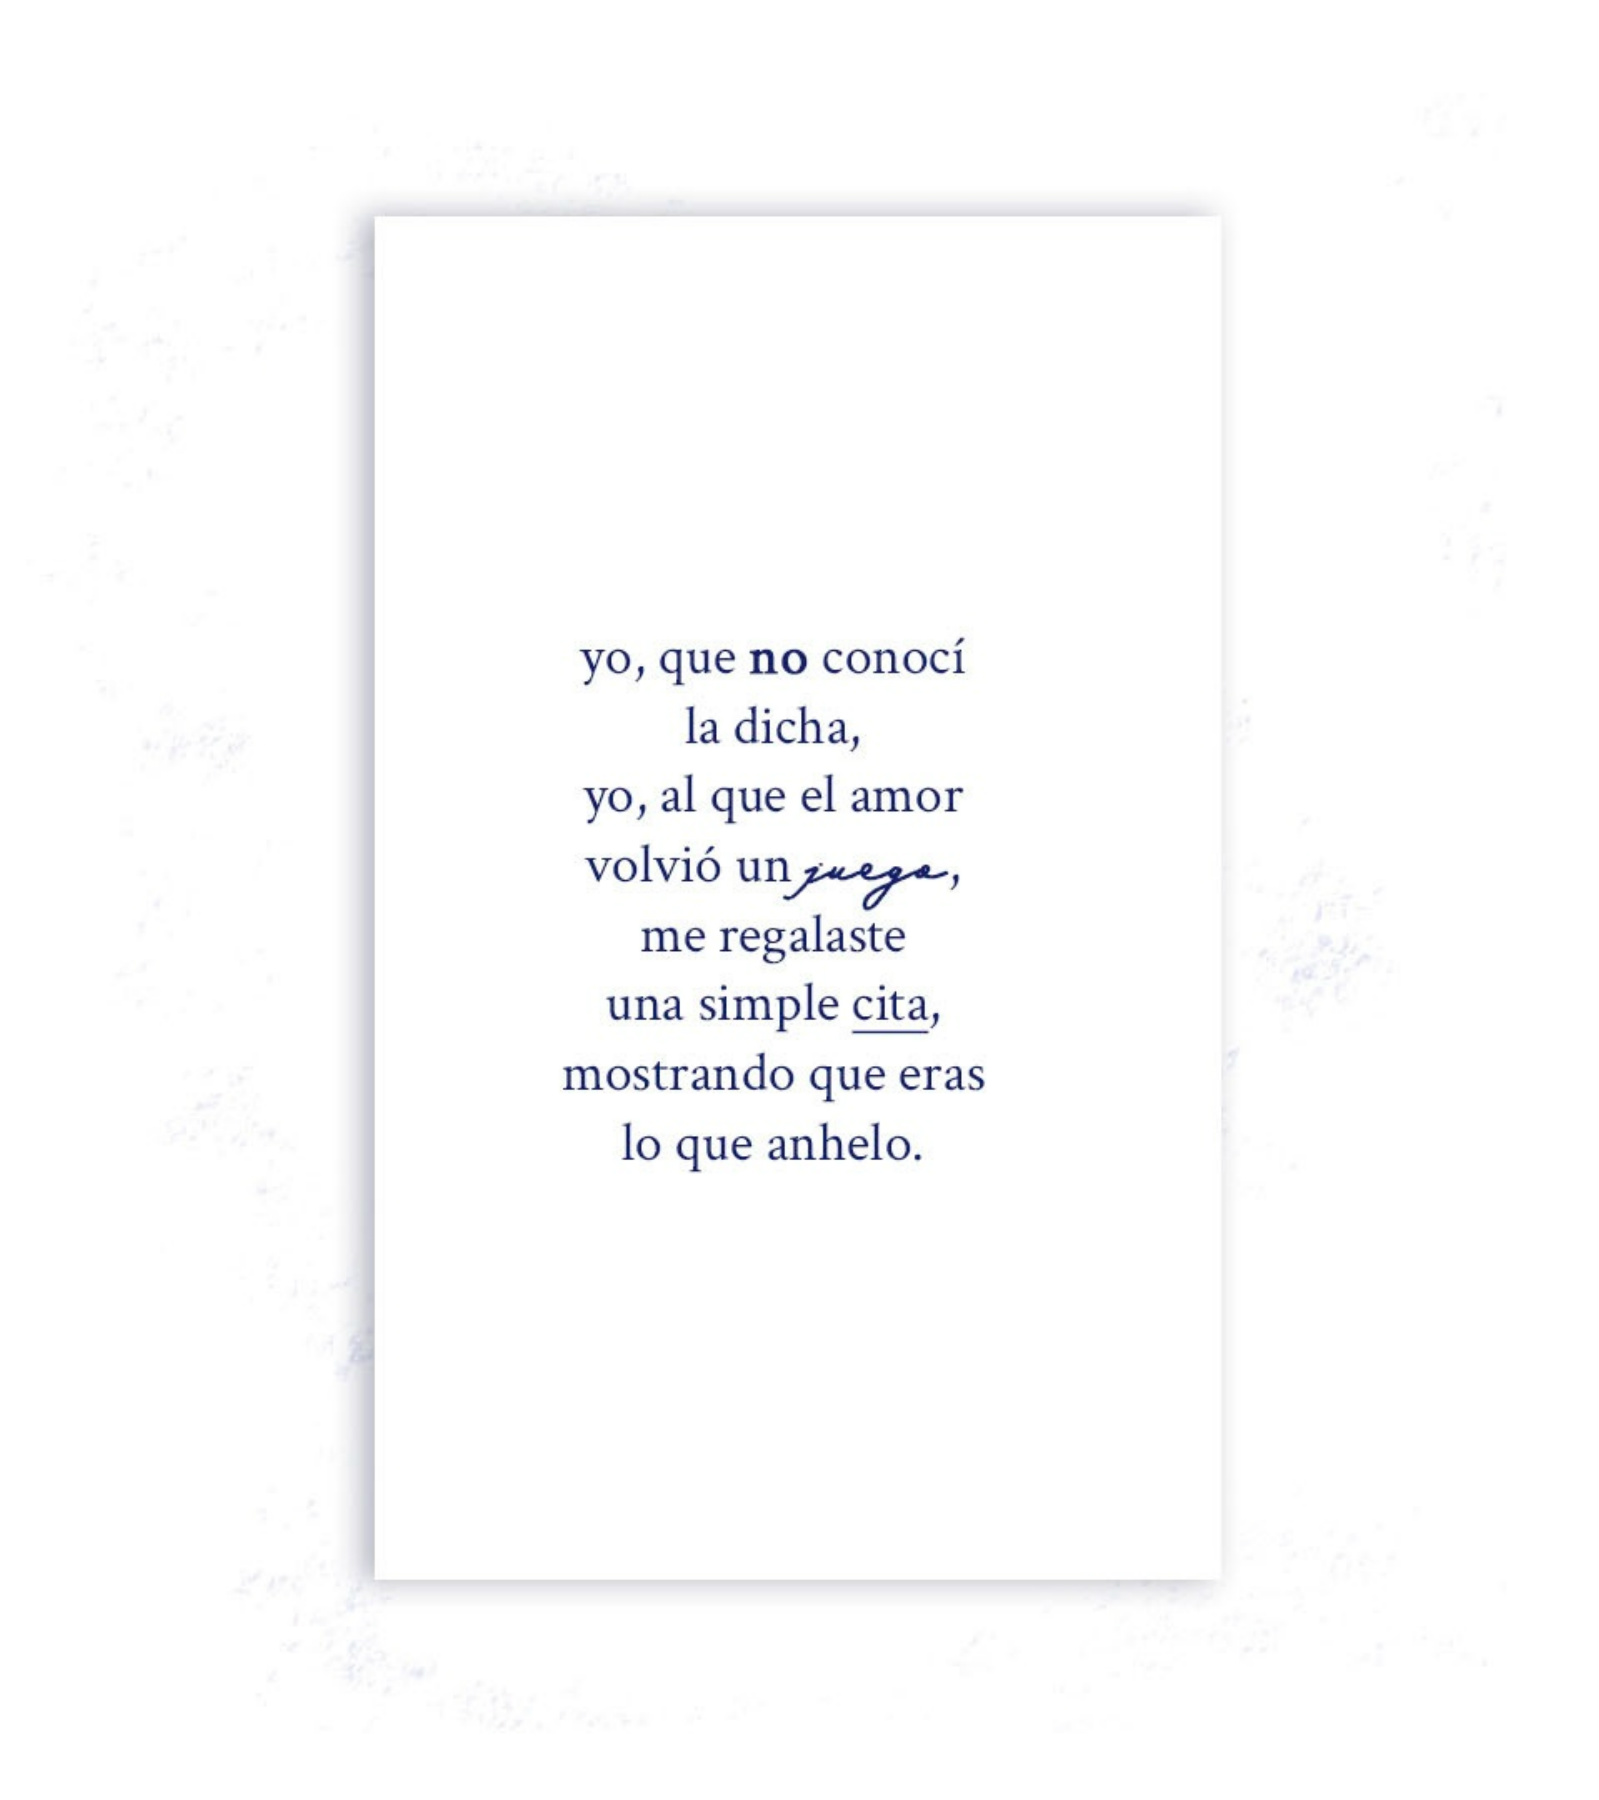 yo, que no conocí
la dicha,
yo, al que el amor
volvió un juego,
me regalaste
una simple cita,
mostrando que eras
lo que anhelo.